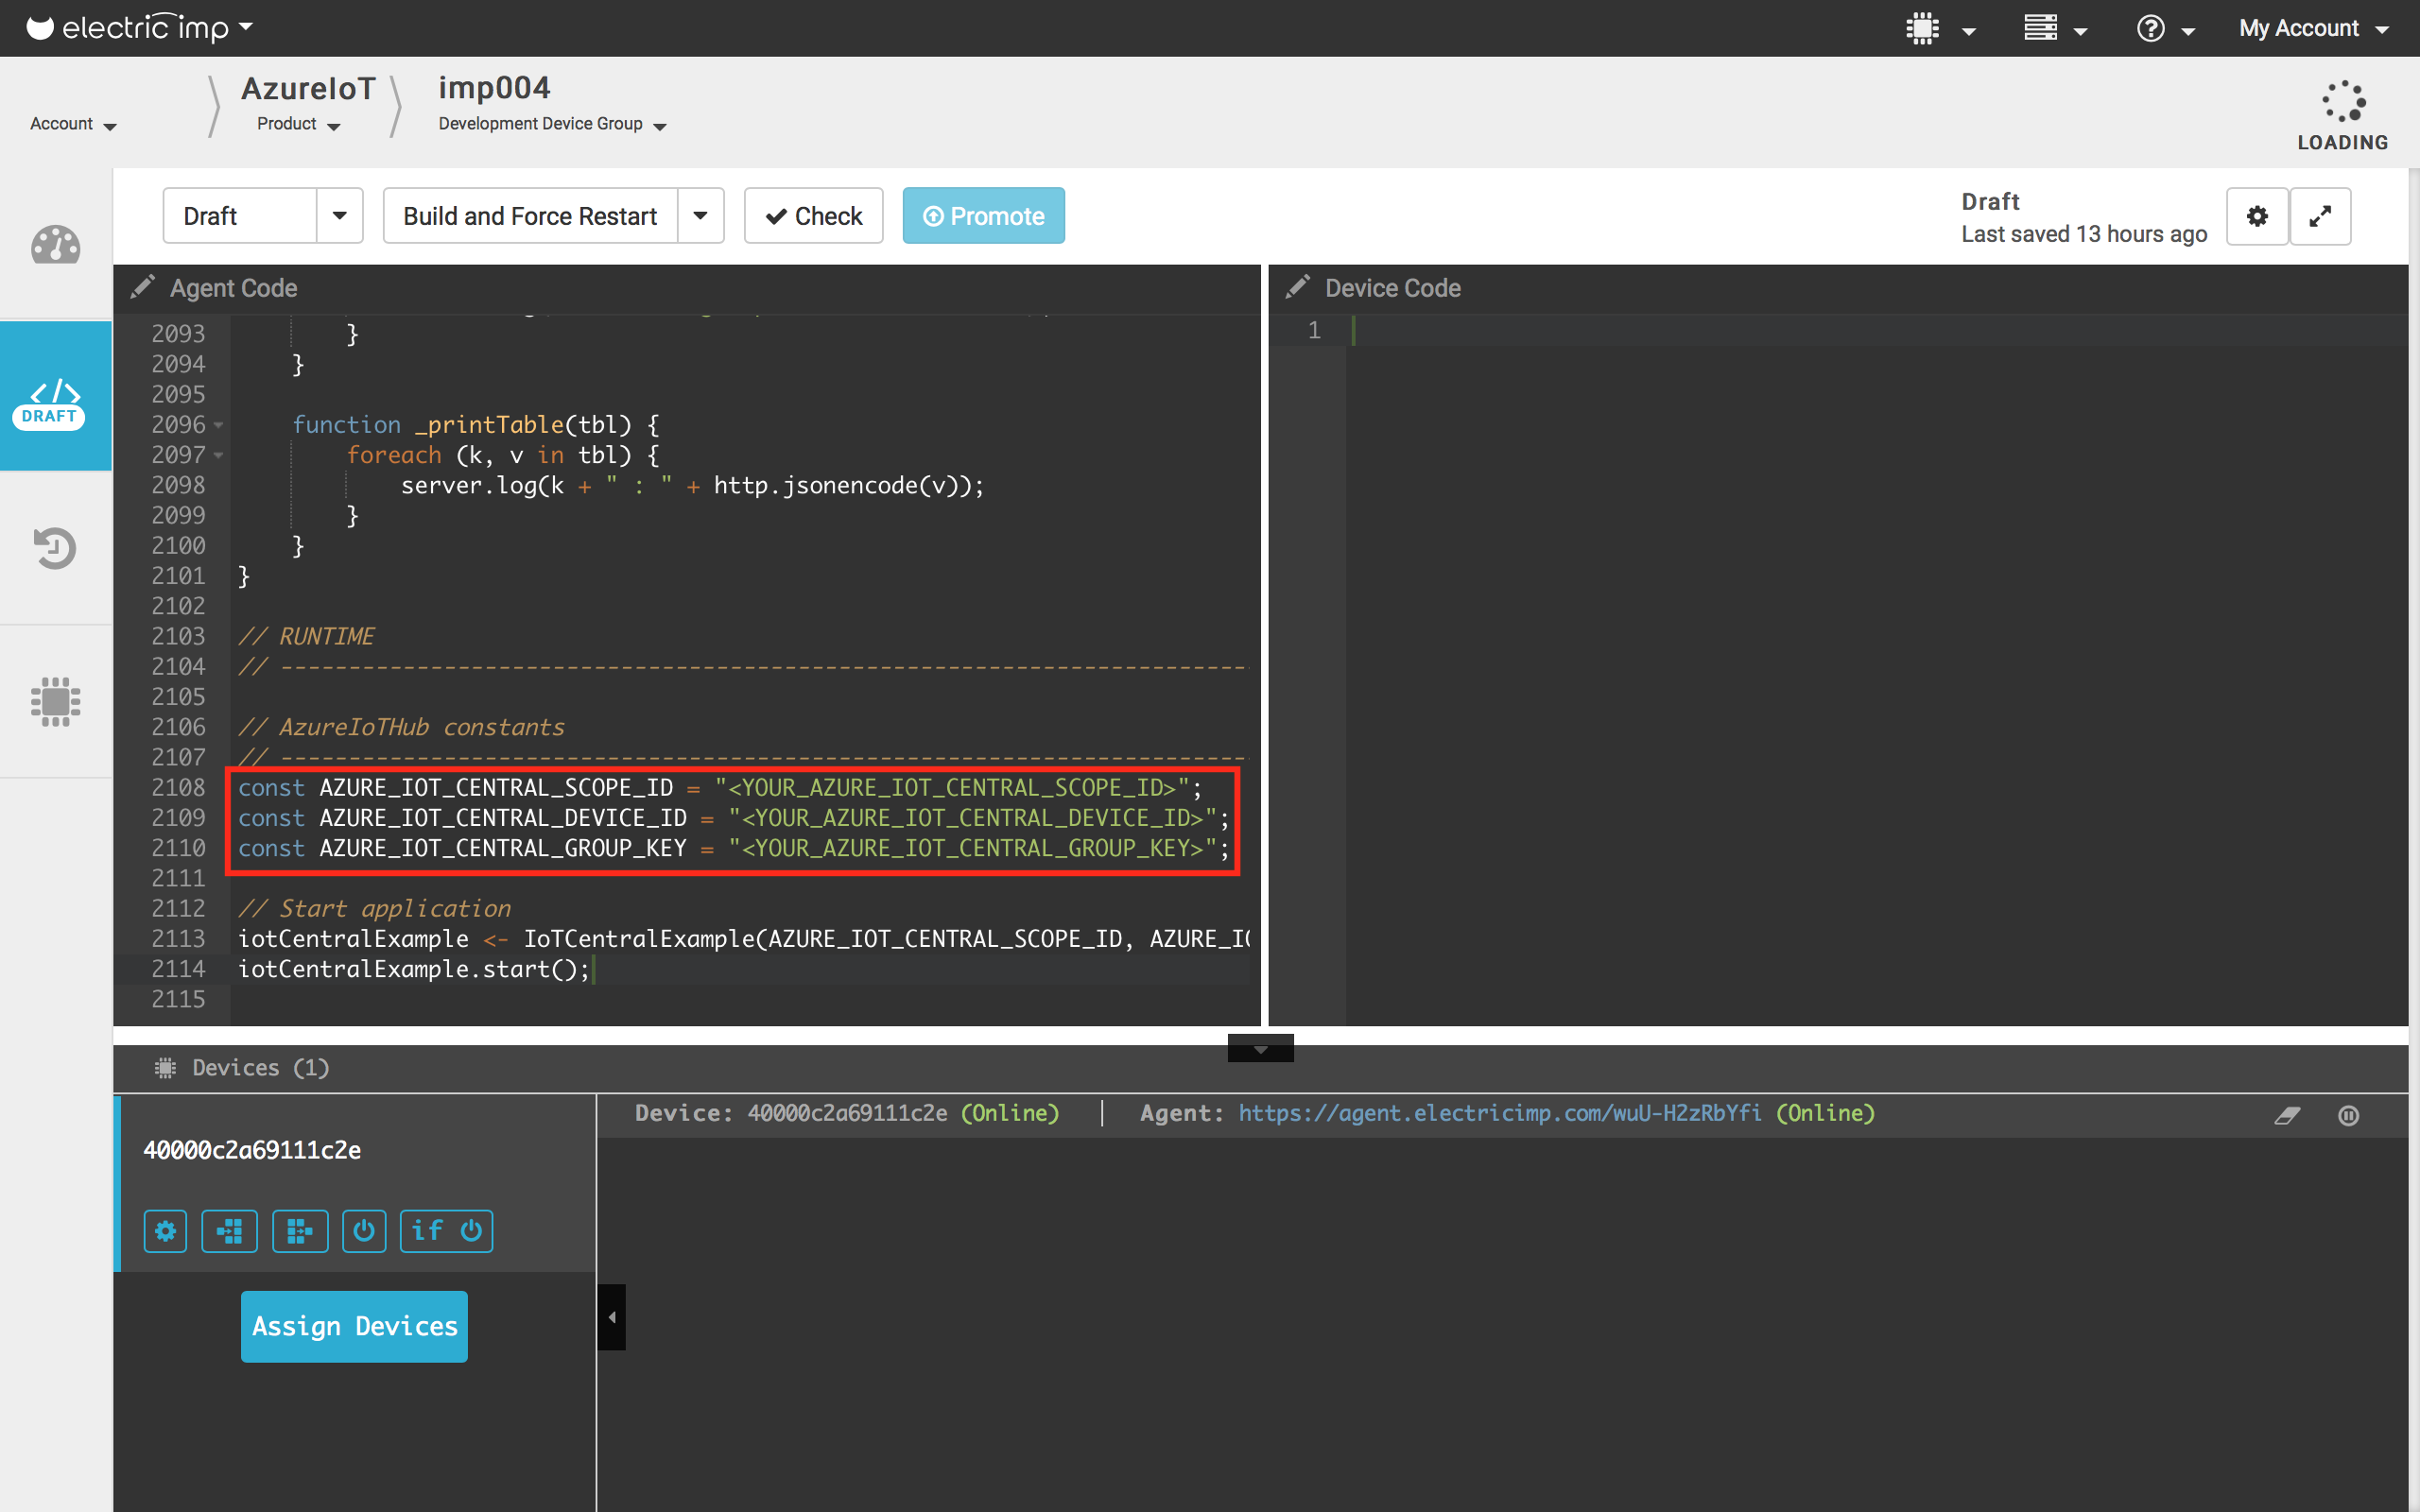 electric imp
My Account
AzureIoT
imp004
Account
Product
Development Device Group
LOADING
Draft
Build and Force Restart
Check
Promote
Draft
Last saved 13 hours ago
DRAFT
Agent Code
2093 }
2094 }
2095
2096 function _printTable(tbl) {
2097 foreach (k, v in tbl) {
2098 server.log(k + " : " + http.jsonencode(v));
2099 }
2100 }
2101 }
2102
2103 // RUNTIME
2104 // ------------------------------------------------------------------------
2105
2106 // AzureIoTHub constants
2107 // ------------------------------------------------------------------------
2108 const AZURE_IOT_CENTRAL_SCOPE_ID = "<YOUR_AZURE_IOT_CENTRAL_SCOPE_ID>";
2109 const AZURE_IOT_CENTRAL_DEVICE_ID = "<YOUR_AZURE_IOT_CENTRAL_DEVICE_ID>";
2110 const AZURE_IOT_CENTRAL_GROUP_KEY = "<YOUR_AZURE_IOT_CENTRAL_GROUP_KEY>";
2111
2112 // Start application
2113 iotCentralExample <- IoTCentralExample(AZURE_IOT_CENTRAL_SCOPE_ID, AZURE_IO
2114 iotCentralExample.start();
2115
Device Code
1
Devices (1)
40000c2a69111c2e
if
Assign Devices
Device: 40000c2a69111c2e (Online) | Agent: https://agent.electricimp.com/wuU-H2zRbYfi (Online)